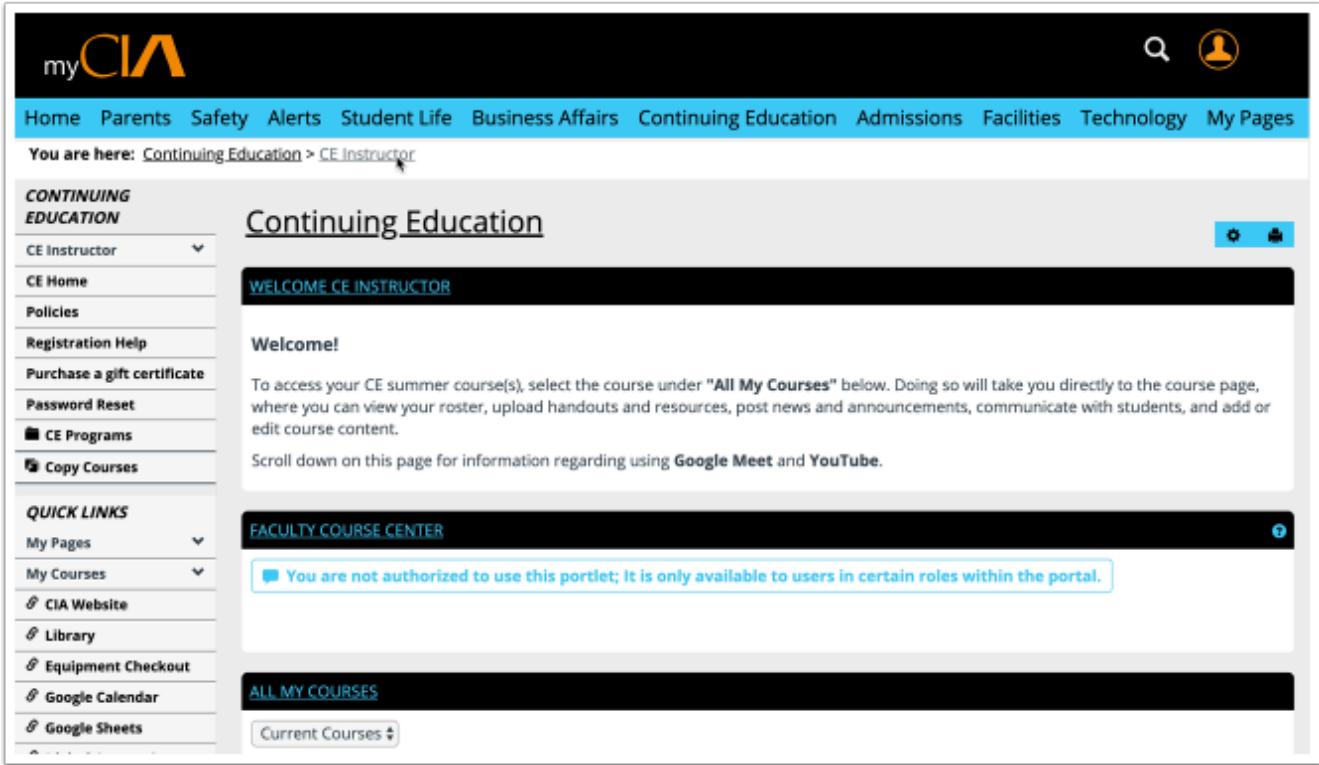 myCIA
Home Parents Safety Alerts Student Life Business Affairs Continuing Education Admissions Facilities Technology My Pages
You are here: Continuing Education > CE Instructor
CONTINUING
EDUCATION
CE Instructor
CE Home
Policies
Registration Help
Purchase a gift certificate
Password Reset
CE Programs
Copy Courses
QUICK LINKS
My Pages
My Courses
CIA Website
Library
Equipment Checkout
Google Calendar
Google Sheets
Continuing Education
WELCOME CE INSTRUCTOR
Welcome!
To access your CE summer course(s), select the course under "All My Courses" below. Doing so will take you directly to the course page,
where you can view your roster, upload handouts and resources, post news and announcements, communicate with students, and add or
edit course content.
Scroll down on this page for information regarding using Google Meet and YouTube.
FACULTY COURSE CENTER
You are not authorized to use this portlet; It is only available to users in certain roles within the portal.
ALL MY COURSES
Current Courses